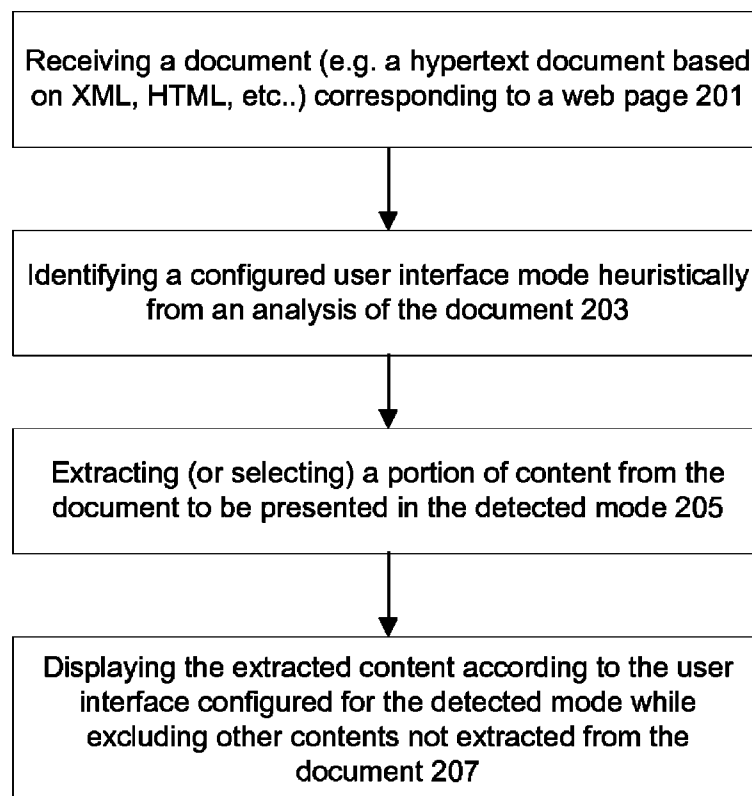 Receiving a document (e.g. a hypertext document based
on XML, HTML, etc..) corresponding to a web page 201
Identifying a configured user interface mode heuristically
from an analysis of the document 203
Extracting (or selecting) a portion of content from the
document to be presented in the detected mode 205
Displaying the extracted content according to the user
interface configured for the detected mode while
excluding other contents not extracted from the
document 207